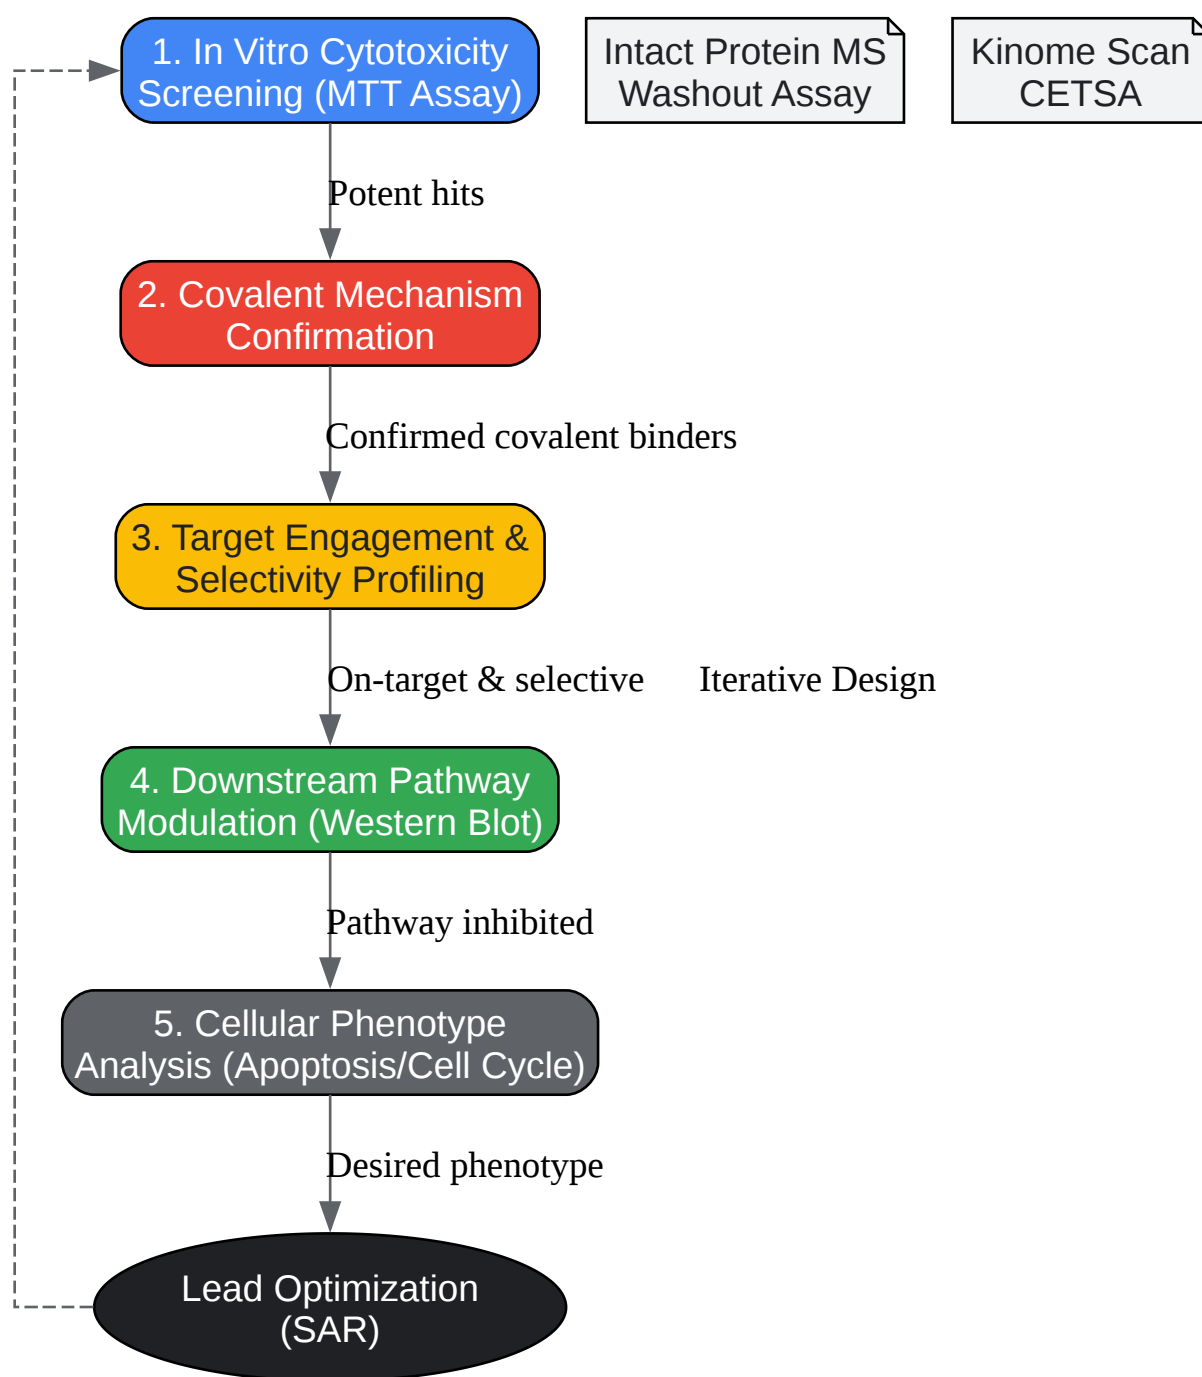 1. In Vitro Cytotoxicity
Screening (MTT Assay)
Intact Protein MS
Washout Assay
Kinome Scan
CETSA
Potent hits
2. Covalent Mechanism
Confirmation
Confirmed covalent binders
3. Target Engagement &
Selectivity Profiling
On-target & selective
Iterative Design
4. Downstream Pathway
Modulation (Western Blot)
Pathway inhibited
5. Cellular Phenotype
Analysis (Apoptosis/Cell Cycle)
Desired phenotype
Lead Optimization
(SAR)